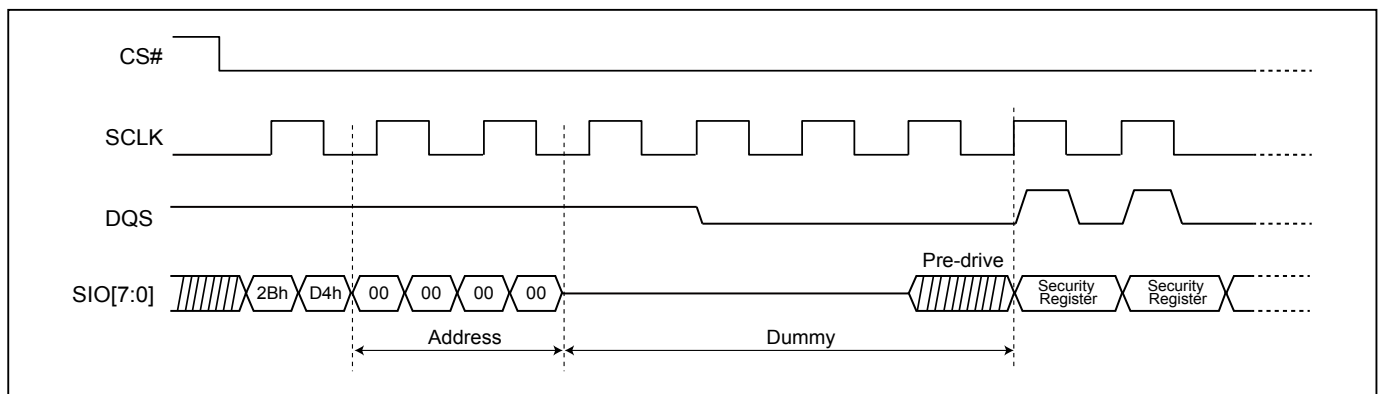 CS#
SCLK
DQS
Pre-drive
SIO[7:0]
2Bh D4h 00 00 00 00 Security Register Security Register
Address Dummy